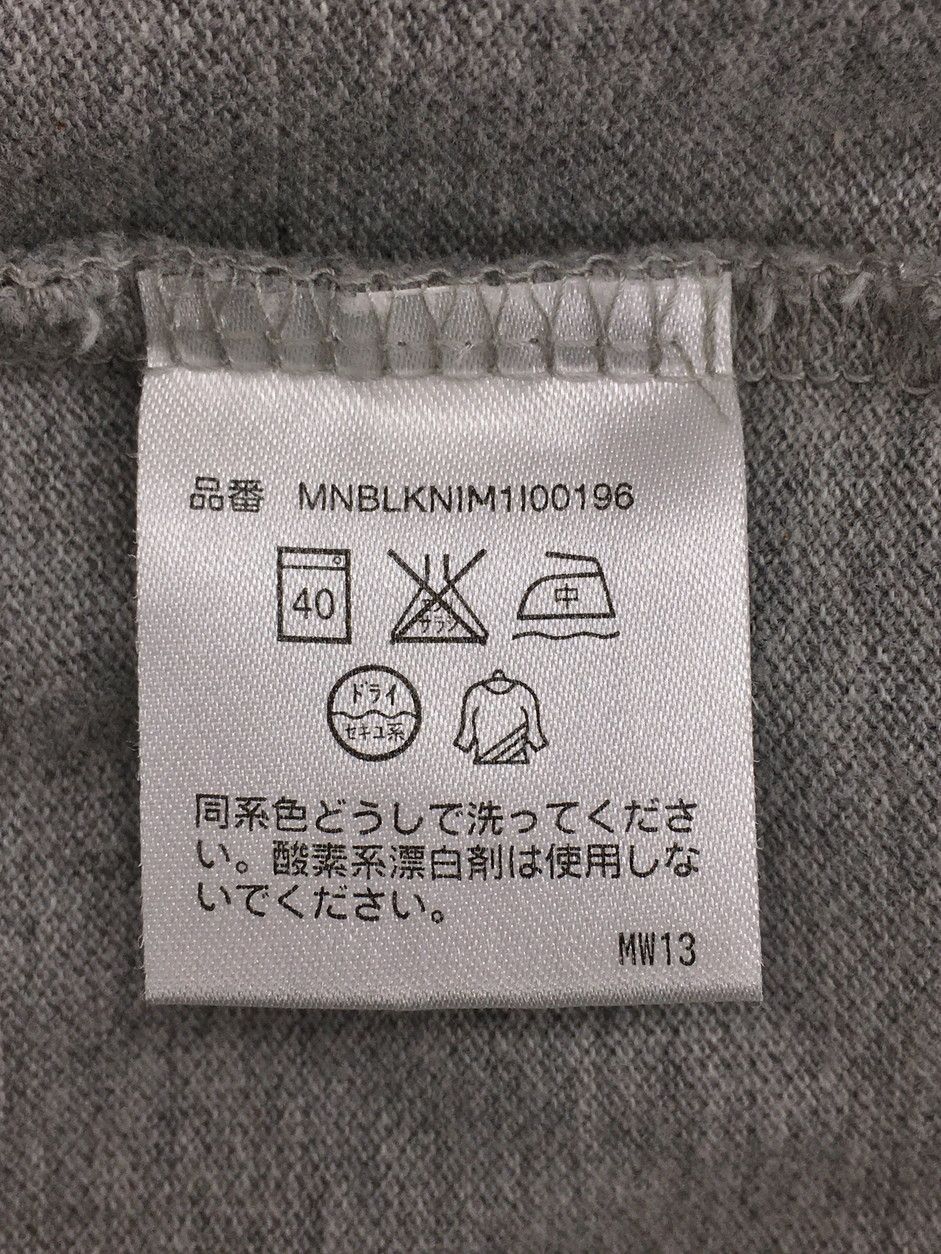 品番 MNBLKNIM1I00196
40
エンソ
サラシ
中
ドライ
セキユ系
同系色どうしで洗ってくださ
い。酸素系漂白剤は使用しな
いでください。
MW13